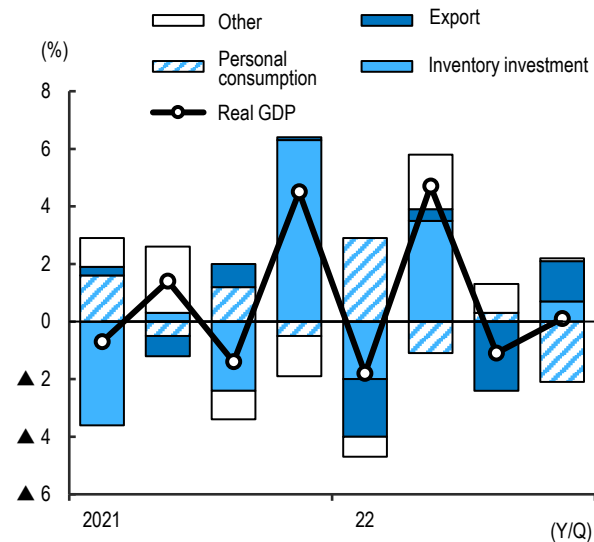 Other
Export
(%)
Personal
consumption
Inventory investment
Real GDP
8
6
4
2
0
▲ 2
▲ 4
▲ 6
2021
22
(Y/Q)